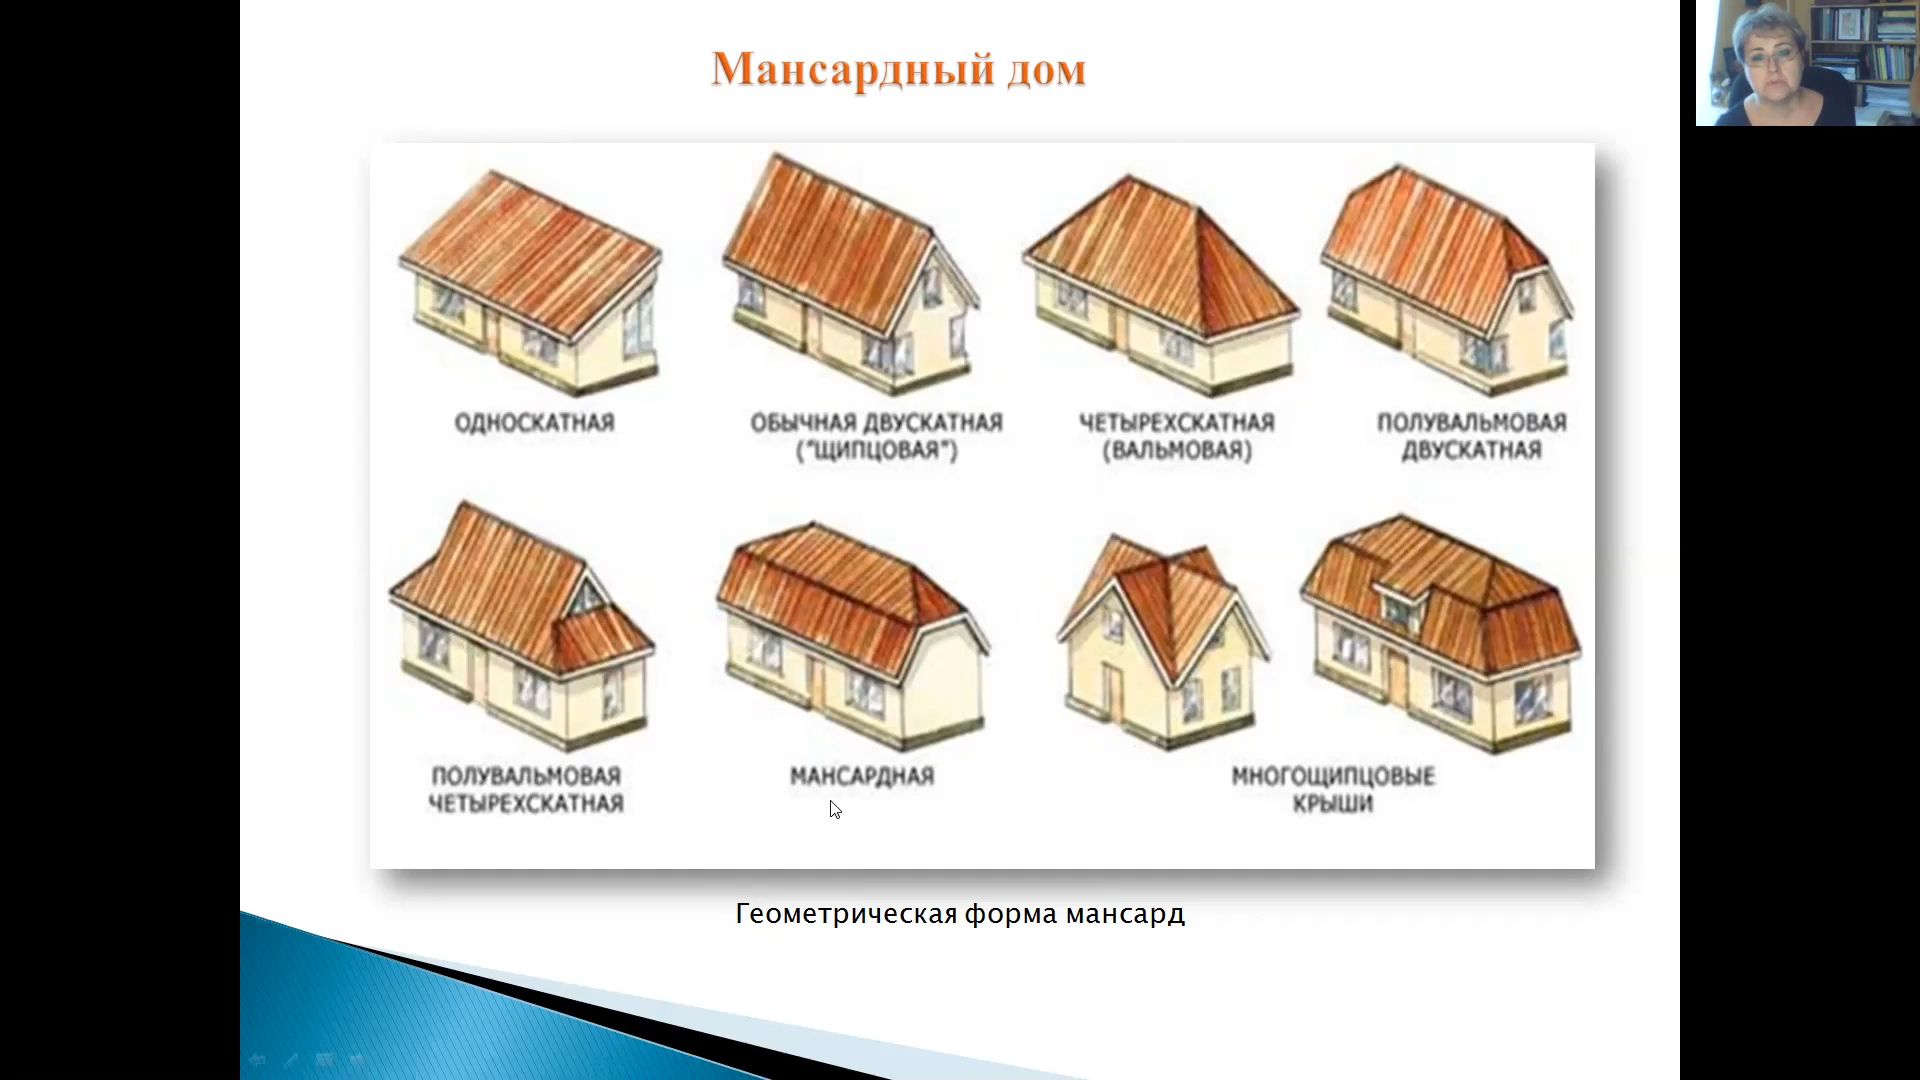 Мансардный дом
ОДНОСКАТНАЯ
ОБЫЧНАЯ ДВУСКАТНАЯ
("ЩИПЦОВАЯ")
ЧЕТЫРЕХСКАТНАЯ
(ВАЛЬМОВАЯ)
ПОЛУВАЛЬМОВАЯ
ДВУСКАТНАЯ
ПОЛУВАЛЬМОВАЯ
ЧЕТЫРЕХСКАТНАЯ
МАНСАРДНАЯ
МНОГОЩИПЦОВЫЕ
КРЫШИ
Геометрическая форма мансард